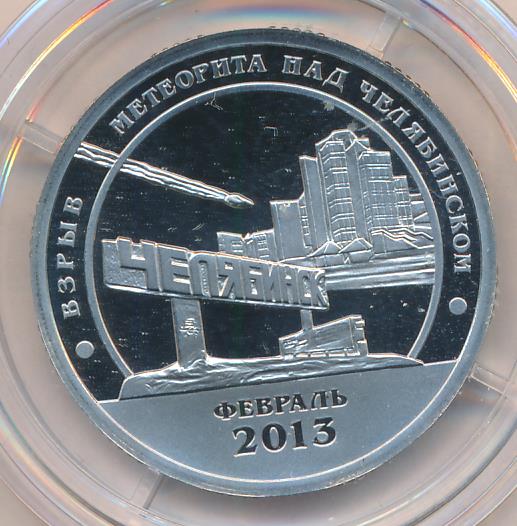 ВЗРЫВ МЕТЕОРИТА НАД ЧЕЛЯБИНСКОМ
ЧЕЛЯБИНСК
ФЕВРАЛЬ
2013